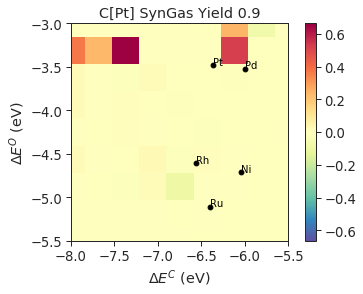 C[Pt] SynGas Yield 0.9
−3.0
−3.5
−4.0
−4.5
−5.0
−5.5
ΔE^O (eV)
Pt
Pd
Rh
Ni
Ru
−8.0 −7.5 −7.0 −6.5 −6.0 −5.5
ΔE^C (eV)
0.6
0.4
0.2
0.0
−0.2
−0.4
−0.6